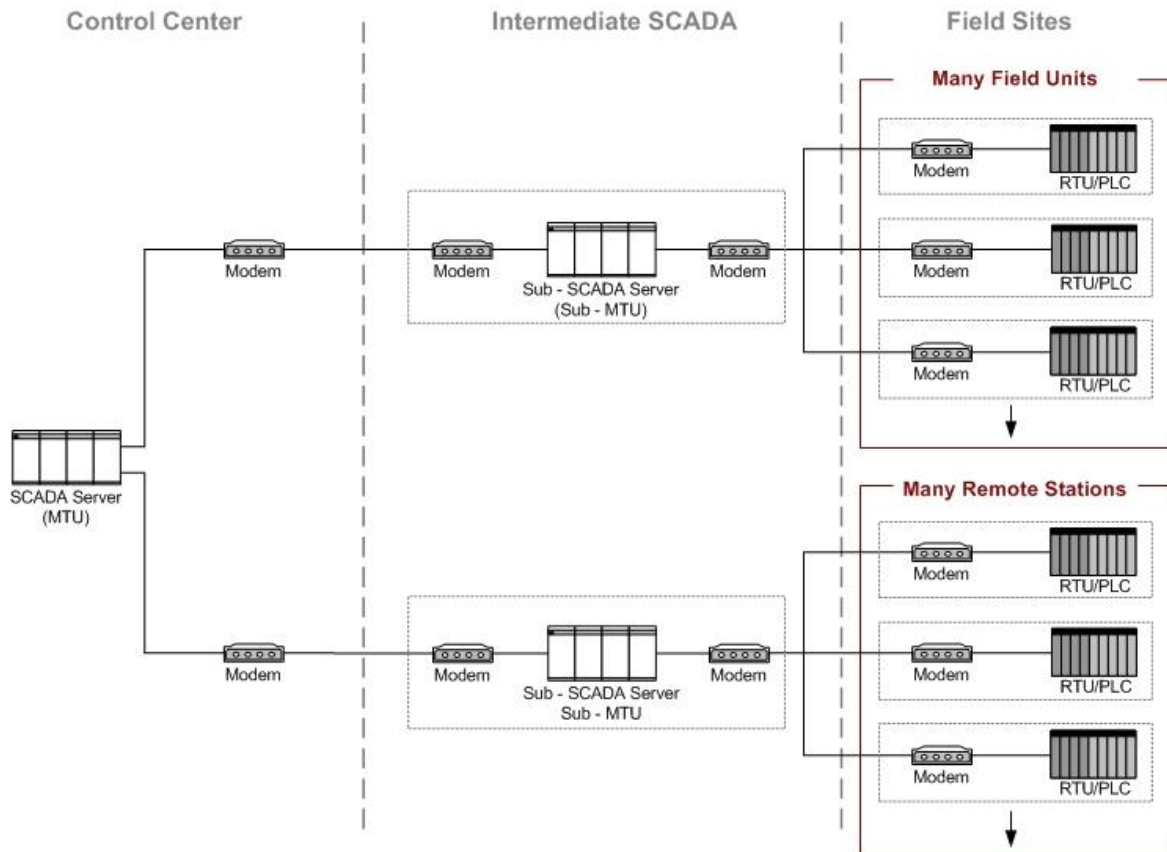 Control Center
Intermediate SCADA
Field Sites
Many Field Units
Modem
RTU/PLC
Modem
RTU/PLC
Modem
RTU/PLC
Modem
Modem
Sub - SCADA Server
(Sub - MTU)
Modem
SCADA Server
(MTU)
Many Remote Stations
Modem
RTU/PLC
Modem
RTU/PLC
Modem
RTU/PLC
Modem
Modem
Sub - SCADA Server
Sub - MTU
Modem